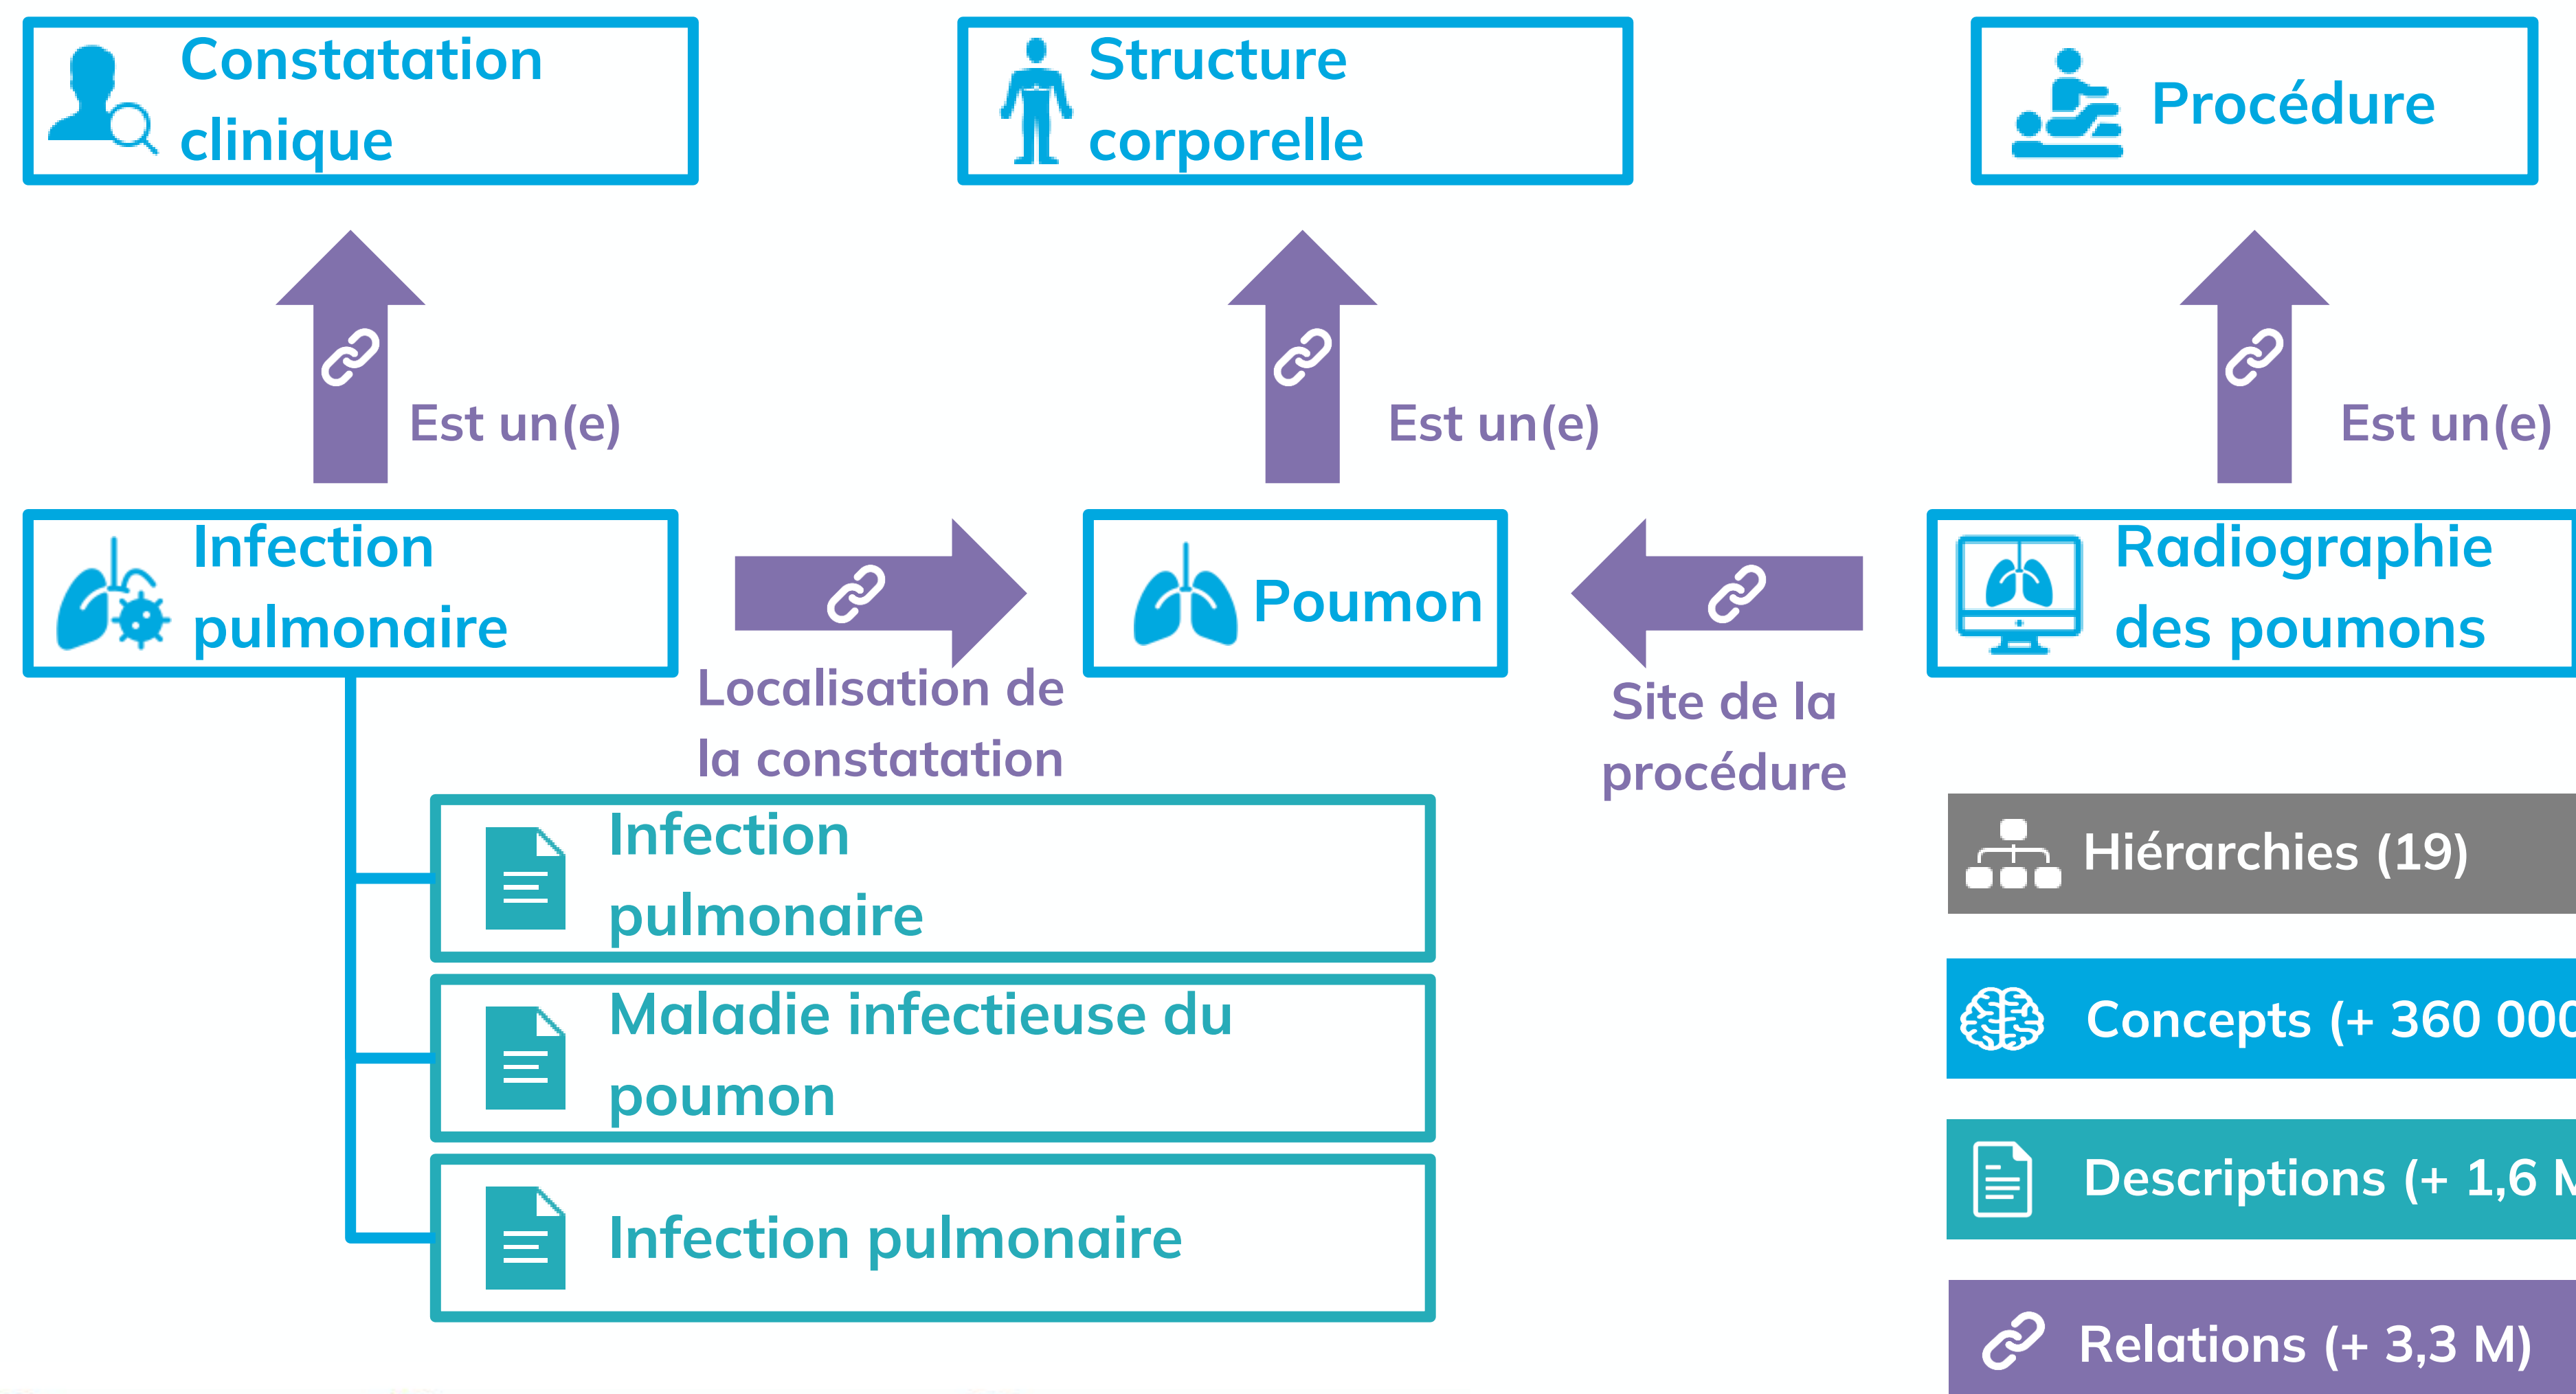 Constatation
clinique
Structure
corporelle
Procédure
Est un(e)
Est un(e)
Est un(e)
Infection
pulmonaire
Poumon
Radiographie
des poumons
Localisation de
la constatation
Site de la
procédure
Infection
pulmonaire
Maladie infectieuse du
poumon
Infection pulmonaire
Hiérarchies (19)
Concepts (+ 360 000
Descriptions (+ 1,6 M
Relations (+ 3,3 M)